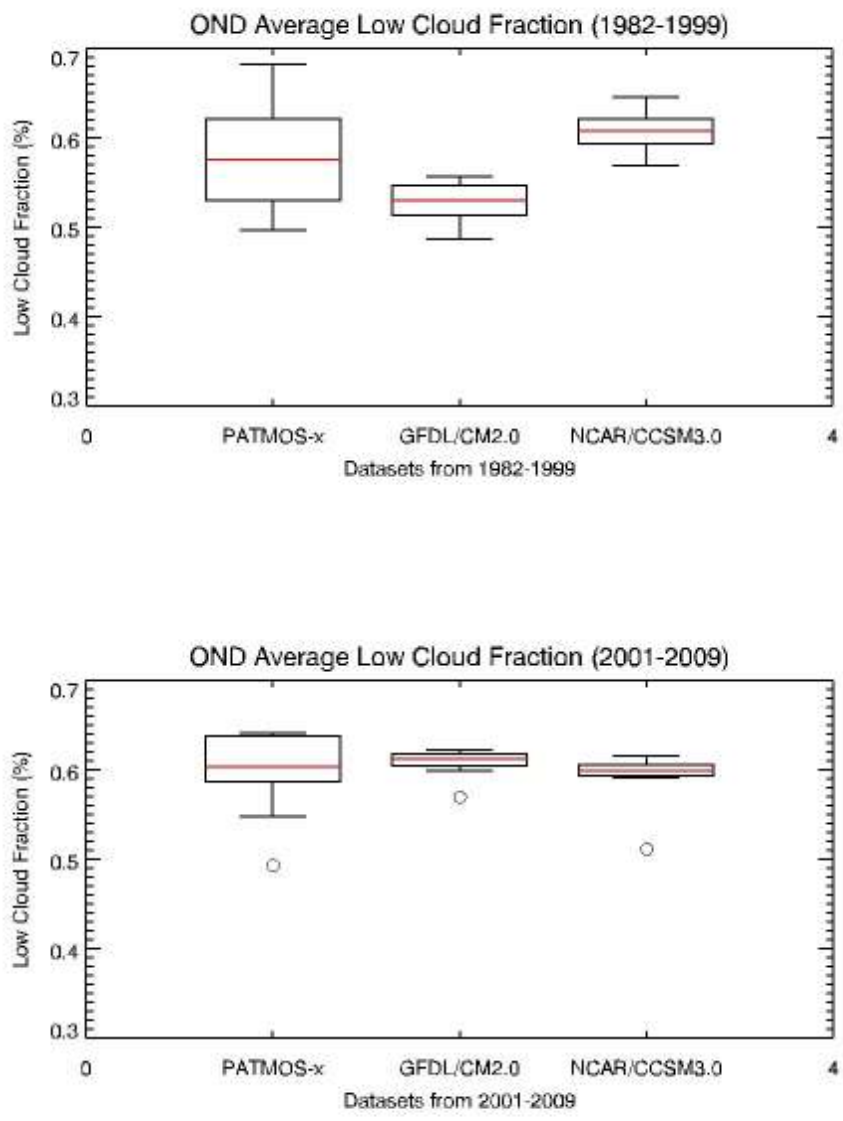 OND Average Low Cloud Fraction (1982-1999)
Low Cloud Fraction (%)
0.7
0.6
0.5
0.4
0.3
0 PATMOS-x GFDL/CM2.0 NCAR/CCSM3.0 4
Datasets from 1982-1999
OND Average Low Cloud Fraction (2001-2009)
Low Cloud Fraction (%)
0.7
0.6
0.5
0.4
0.3
0 PATMOS-x GFDL/CM2.0 NCAR/CCSM3.0 4
Datasets from 2001-2009